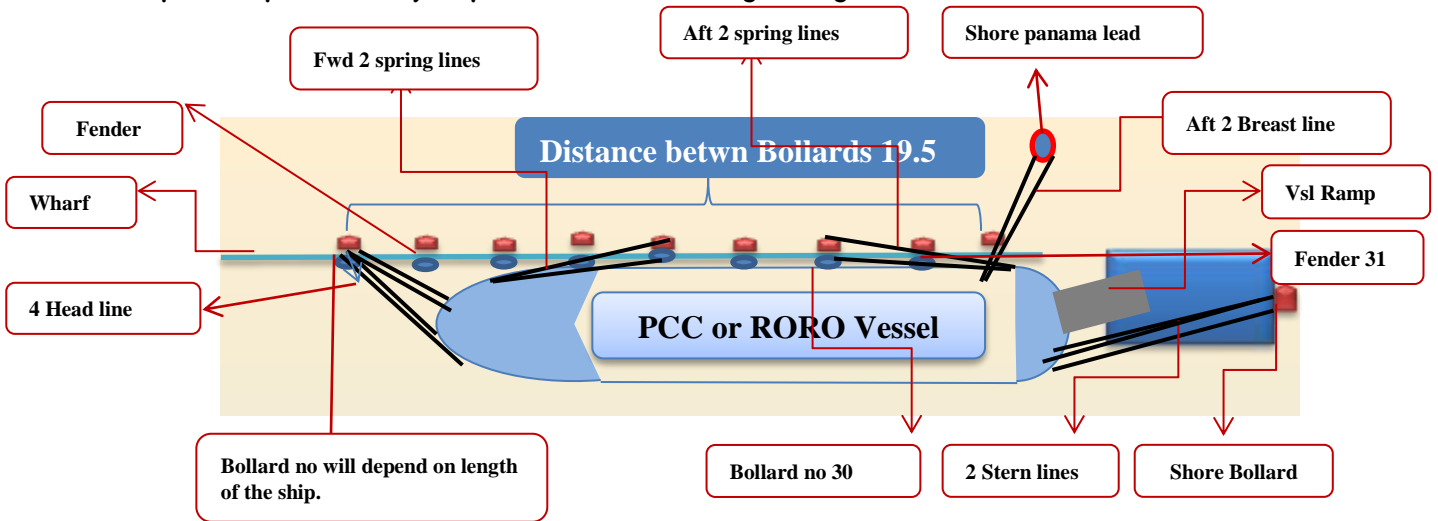 Aft 2 spring lines
Shore panama lead
Fwd 2 spring lines
Fender
Aft 2 Breast line
Distance betwn Bollards 19.5
Wharf
Vsl Ramp
Fender 31
4 Head line
PCC or RORO Vessel
Bollard no will depend on length
of the ship.
Bollard no 30
2 Stern lines
Shore Bollard